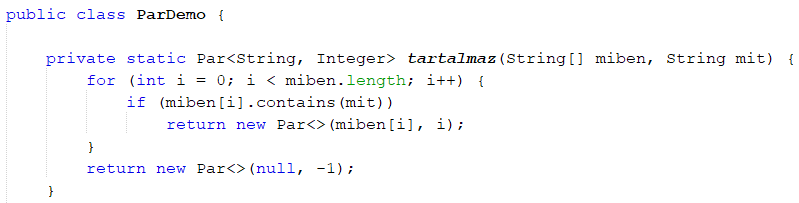 public class ParDemo {
private static Par<String, Integer> tartalmaz(String[] miben, String mit) {
for (int i = 0; i < miben.length; i++) {
if (miben[i].contains(mit))
return new Par<>(miben[i], i);
}
return new Par<>(null, -1);
}